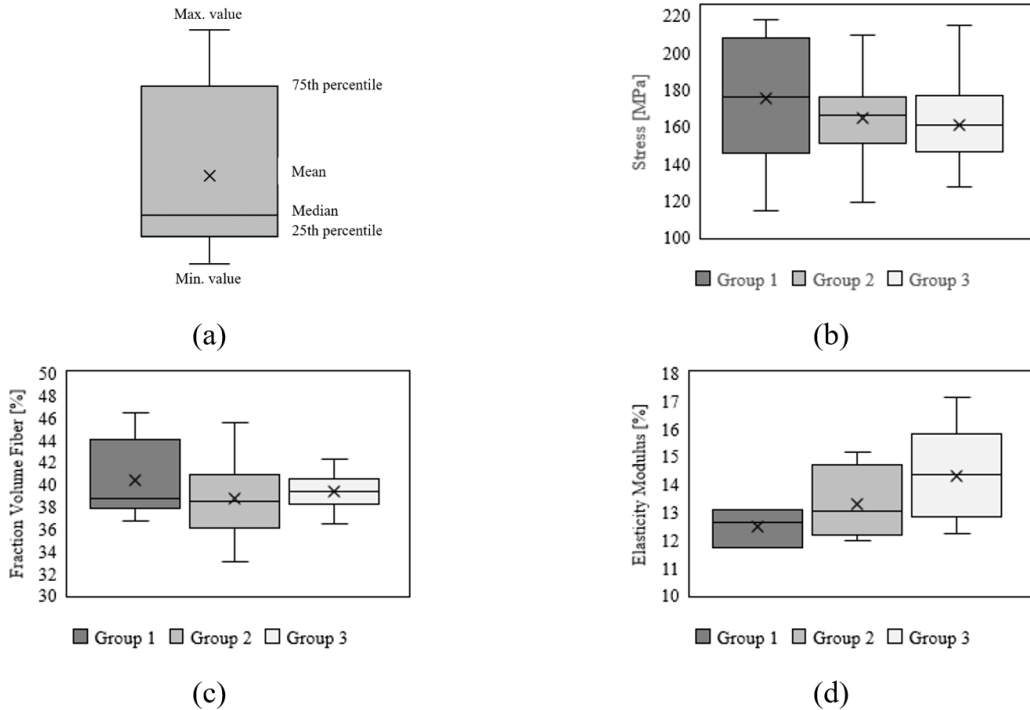 Max. value
75th percentile
Mean
Median
25th percentile
Min. value
(a)
Stress [MPa]
220
200
180
160
140
120
100
Group 1 Group 2 Group 3
(b)
Fraction Volume Fiber [%]
50
48
46
44
42
40
38
36
34
32
30
Group 1 Group 2 Group 3
(c)
Elasticity Modulus [%]
18
17
16
15
14
13
12
11
10
Group 1 Group 2 Group 3
(d)